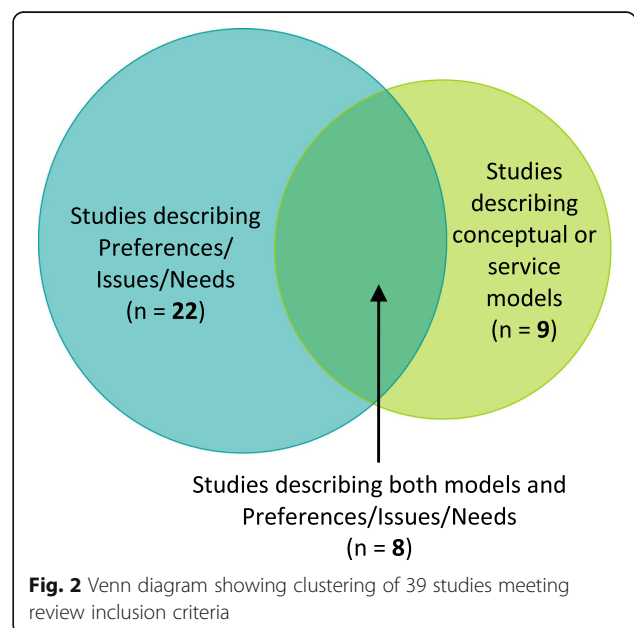 Studies describing
Preferences/
Issues/Needs
(n = 22)
Studies
describing
conceptual or
service
models
(n = 9)
Studies describing both models and
Preferences/Issues/Needs
(n = 8)
Fig. 2 Venn diagram showing clustering of 39 studies meeting
review inclusion criteria